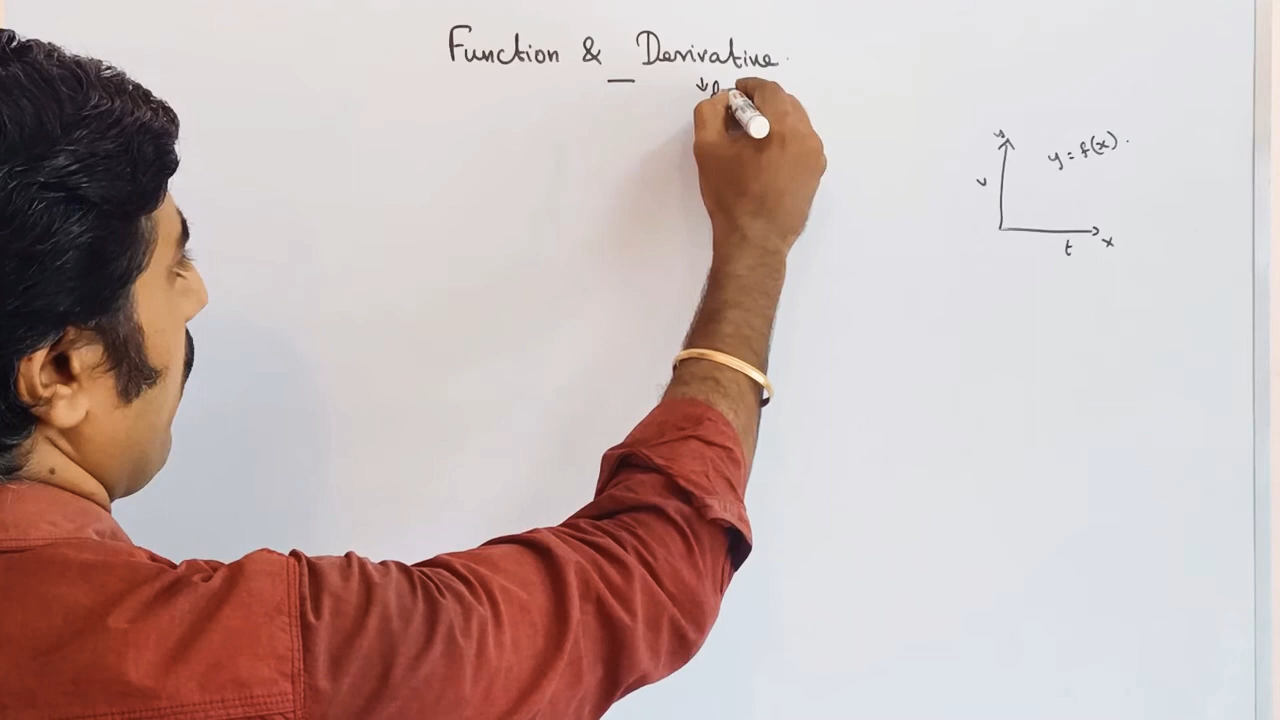 Function & Derivative
y
y = f(x).
v
t x